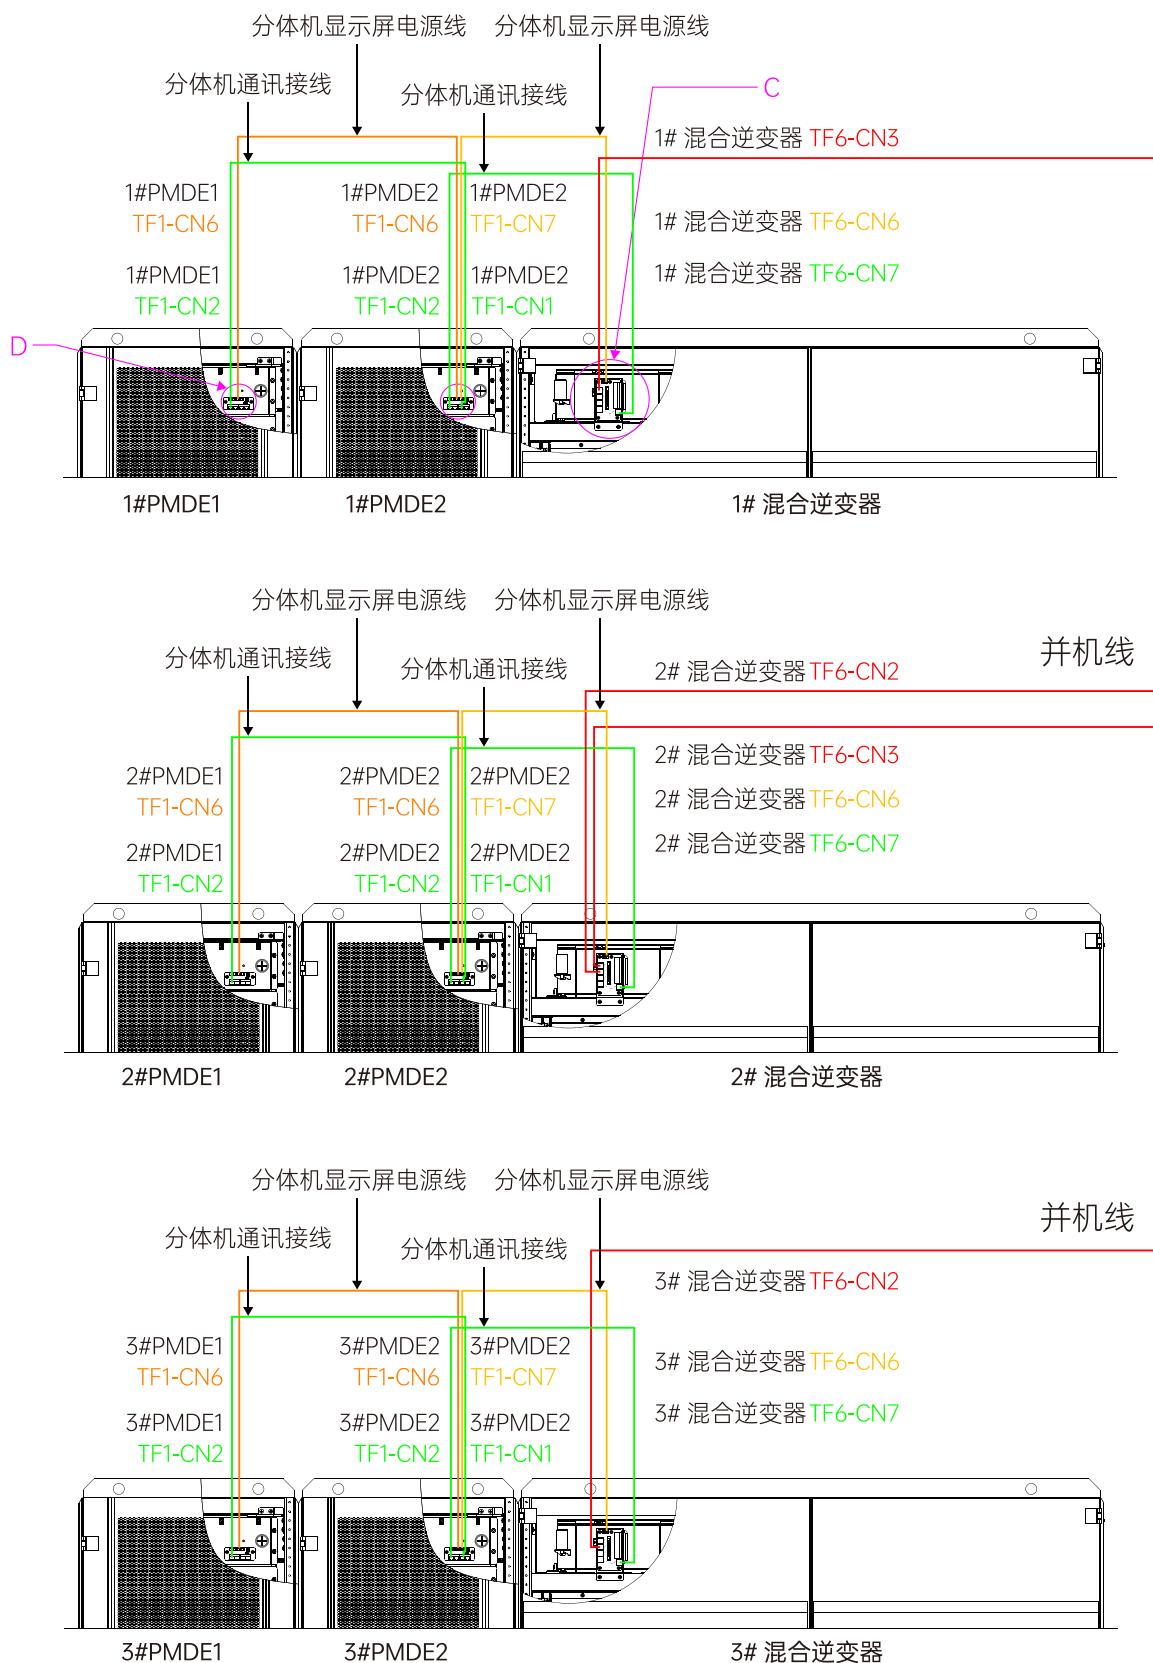 分体机显示屏电源线 分体机显示屏电源线
分体机通讯接线 分体机通讯接线 C
1# 混合逆变器 TF6-CN3
1#PMDE1 1#PMDE2 1#PMDE2
TF1-CN6 TF1-CN6 TF1-CN7 1# 混合逆变器 TF6-CN6
1#PMDE1 1#PMDE2 1#PMDE2 1# 混合逆变器 TF6-CN7
TF1-CN2 TF1-CN2 TF1-CN1
D
1#PMDE1 1#PMDE2 1# 混合逆变器
分体机显示屏电源线 分体机显示屏电源线
分体机通讯接线 分体机通讯接线 2# 混合逆变器 TF6-CN2 并机线
2# 混合逆变器 TF6-CN3
2#PMDE1 2#PMDE2 2#PMDE2
TF1-CN6 TF1-CN6 TF1-CN7 2# 混合逆变器 TF6-CN6
2#PMDE1 2#PMDE2 2#PMDE2 2# 混合逆变器 TF6-CN7
TF1-CN2 TF1-CN2 TF1-CN1
2#PMDE1 2#PMDE2 2# 混合逆变器
分体机显示屏电源线 分体机显示屏电源线
分体机通讯接线 分体机通讯接线 并机线
3# 混合逆变器 TF6-CN2
3#PMDE1 3#PMDE2 3#PMDE2
TF1-CN6 TF1-CN6 TF1-CN7 3# 混合逆变器 TF6-CN6
3#PMDE1 3#PMDE2 3#PMDE2 3# 混合逆变器 TF6-CN7
TF1-CN2 TF1-CN2 TF1-CN1
3#PMDE1 3#PMDE2 3# 混合逆变器